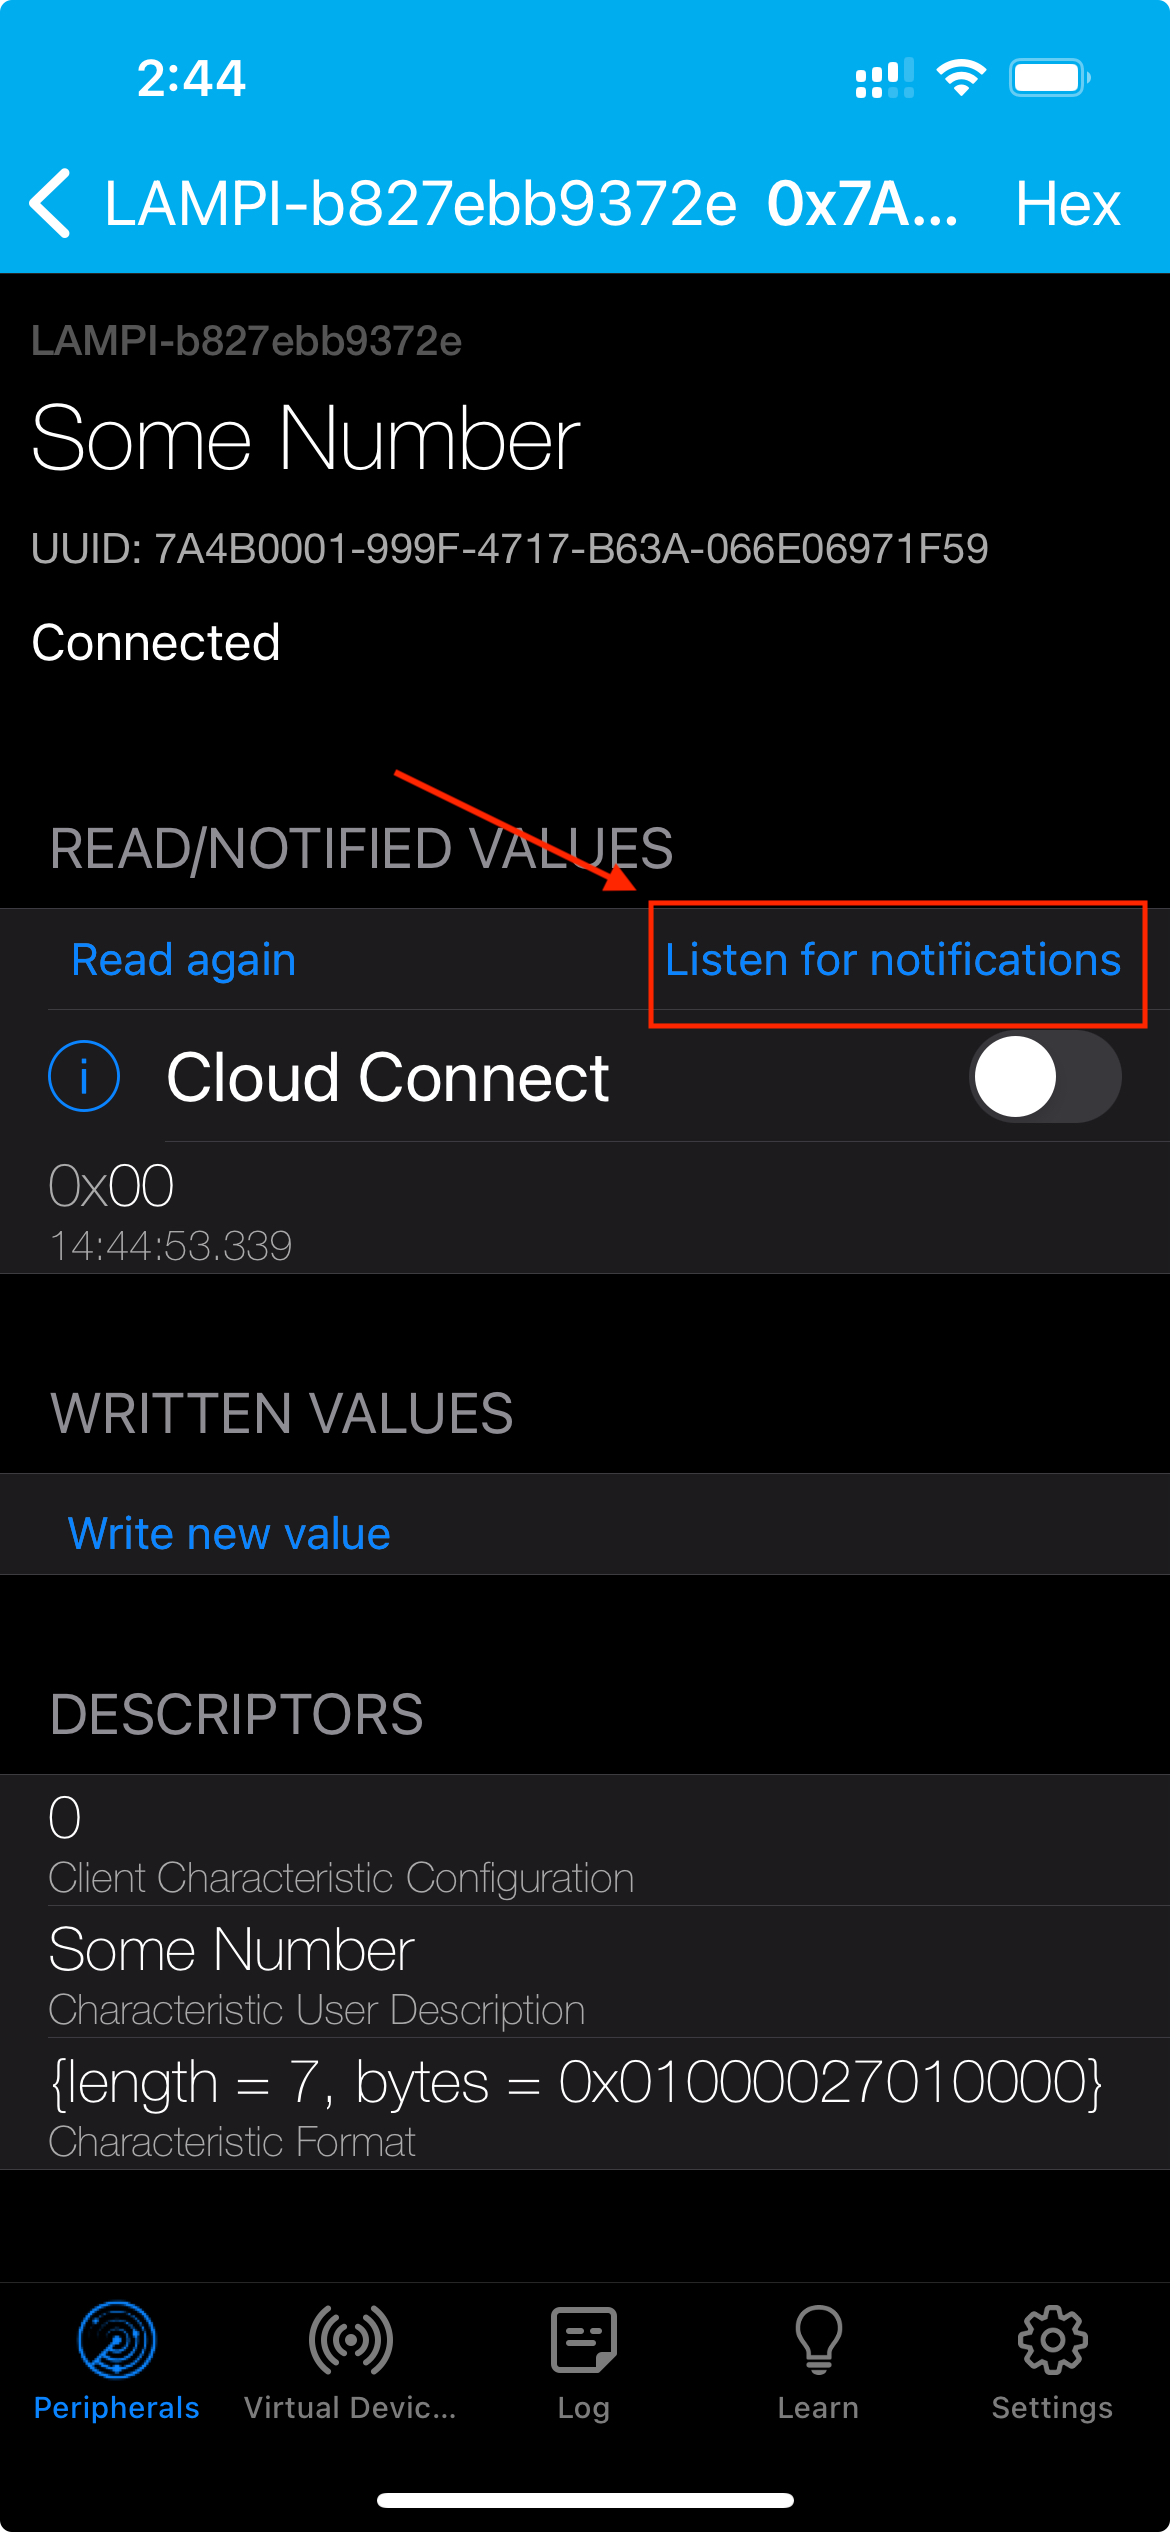 2:44
LAMPI-b827ebb9372e 0x7A... Hex
LAMPI-b827ebb9372e
Some Number
UUID: 7A4B0001-999F-4717-B63A-066E06971F59
Connected
READ/NOTIFIED VALUES
Read again Listen for notifications
i Cloud Connect
0x00
14:44:53.339
WRITTEN VALUES
Write new value
DESCRIPTORS
0
Client Characteristic Configuration
Some Number
Characteristic User Description
{length = 7, bytes = 0x01000027010000}
Characteristic Format
Peripherals Virtual Devic... Log Learn Settings